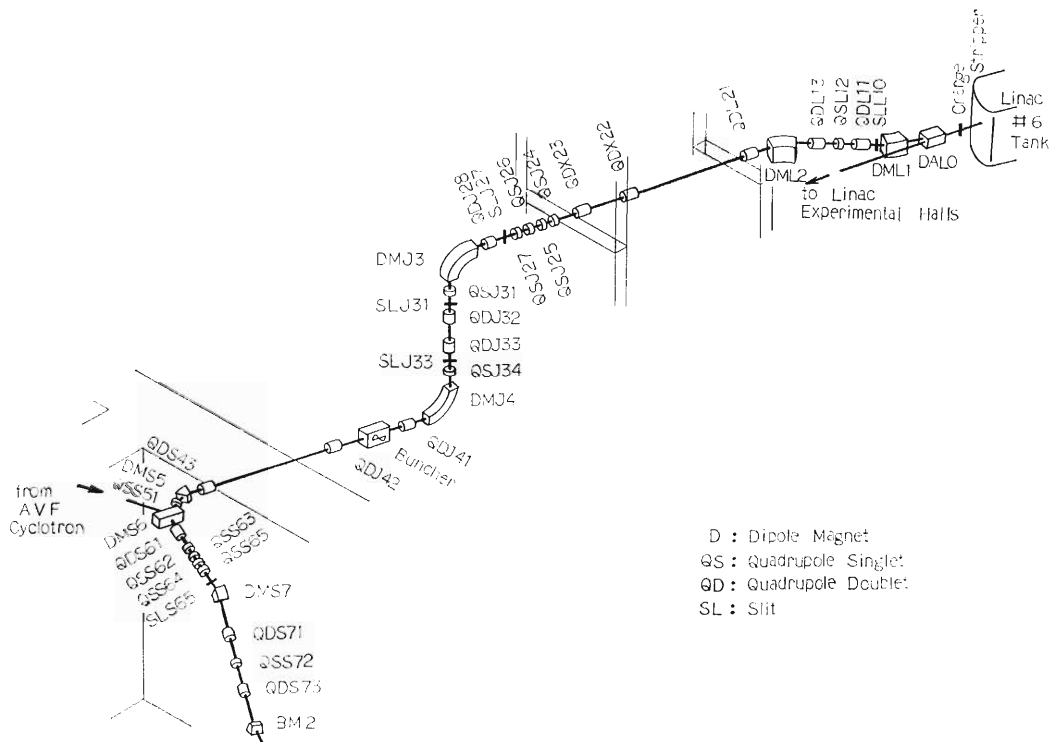 Charge
Stripper
Linac
#6
Tank
QDL13
QSL12
QDL11
SLL10
QDL21
DML2
DML1
DAL0
to Linac
Experimental Halls
QDX22
QDX23
QSJ24
QSJ26
SLJ27
QDJ28
QSJ25
QSJ27
DMJ3
QSJ31
SLJ31
QDJ32
QDJ33
SLJ33
QSJ34
DMJ4
QDJ41
Buncher
QDJ42
QDS43
DMS5
QSS51
from
AVF
Cyclotron
DMS6
QDS61
QSS62
QSS64
SLS65
QSS63
QSS65
DMS7
QDS71
QSS72
QDS73
BM2
D : Dipole Magnet
QS : Quadrupole Singlet
QD : Quadrupole Doublet
SL : Slit